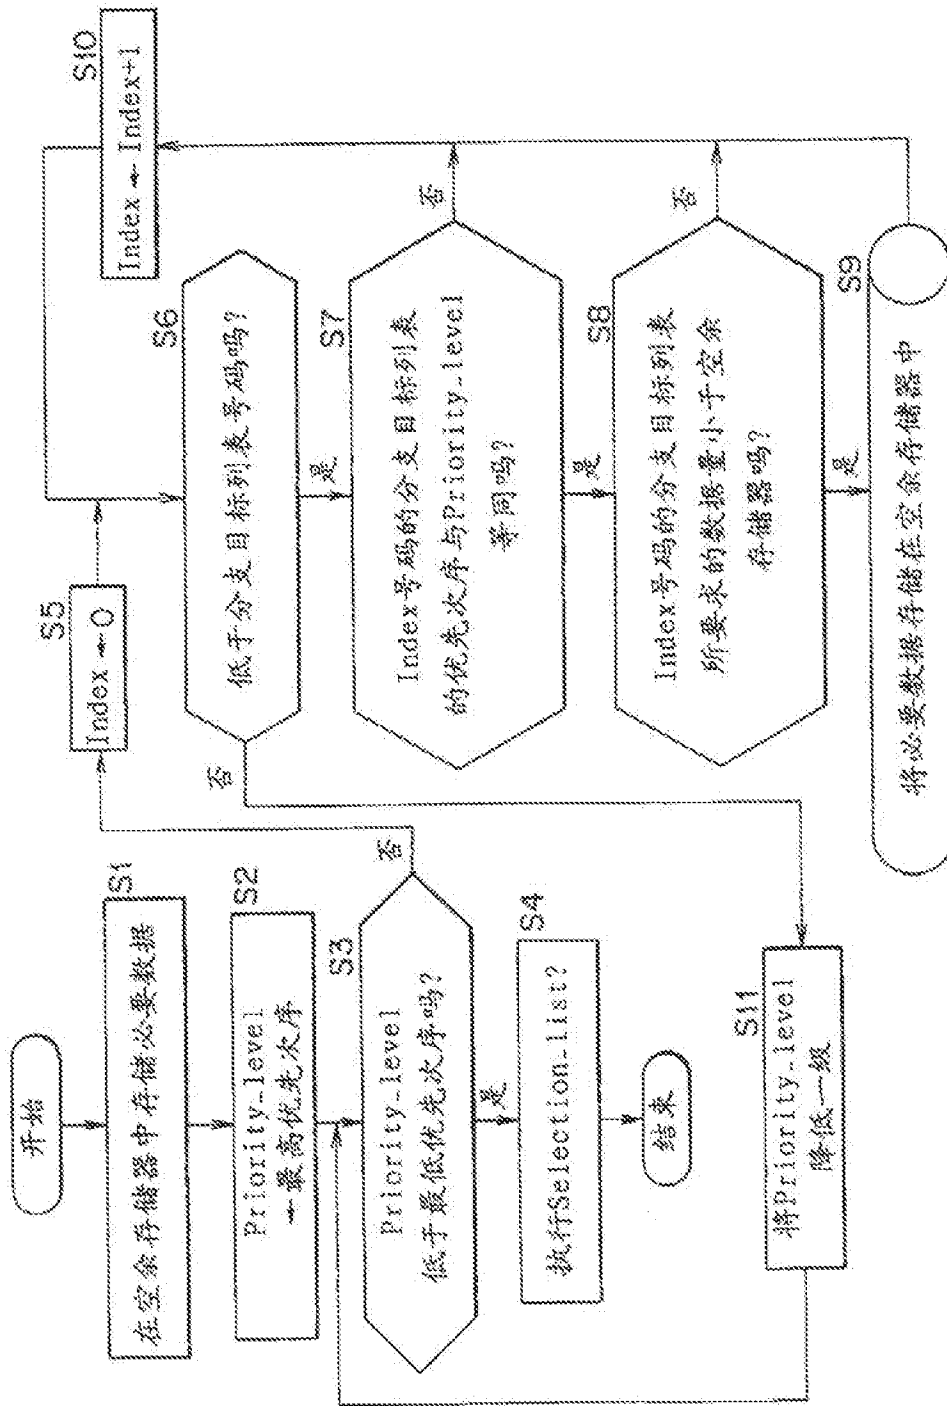 开始
S1
在空余存储器中存储必要数据
S2
Priority_level
←最高优先次序
S3
Priority_level
低于最低优先次序吗?
否
是
S4
执行Selection_list?
结束
S5
Index←0
S6
低于分支目标列表号码吗?
否
是
S7
Index号码的分支目标列表
的优先次序与Priority_level
等同吗?
否
是
S8
Index号码的分支目标列表
所要求的数据量小于空余
存储器吗?
否
是
S9
将必要数据存储在空余存储器中
S10
Index ← Index+1
S11
将Priority_level
降低一级